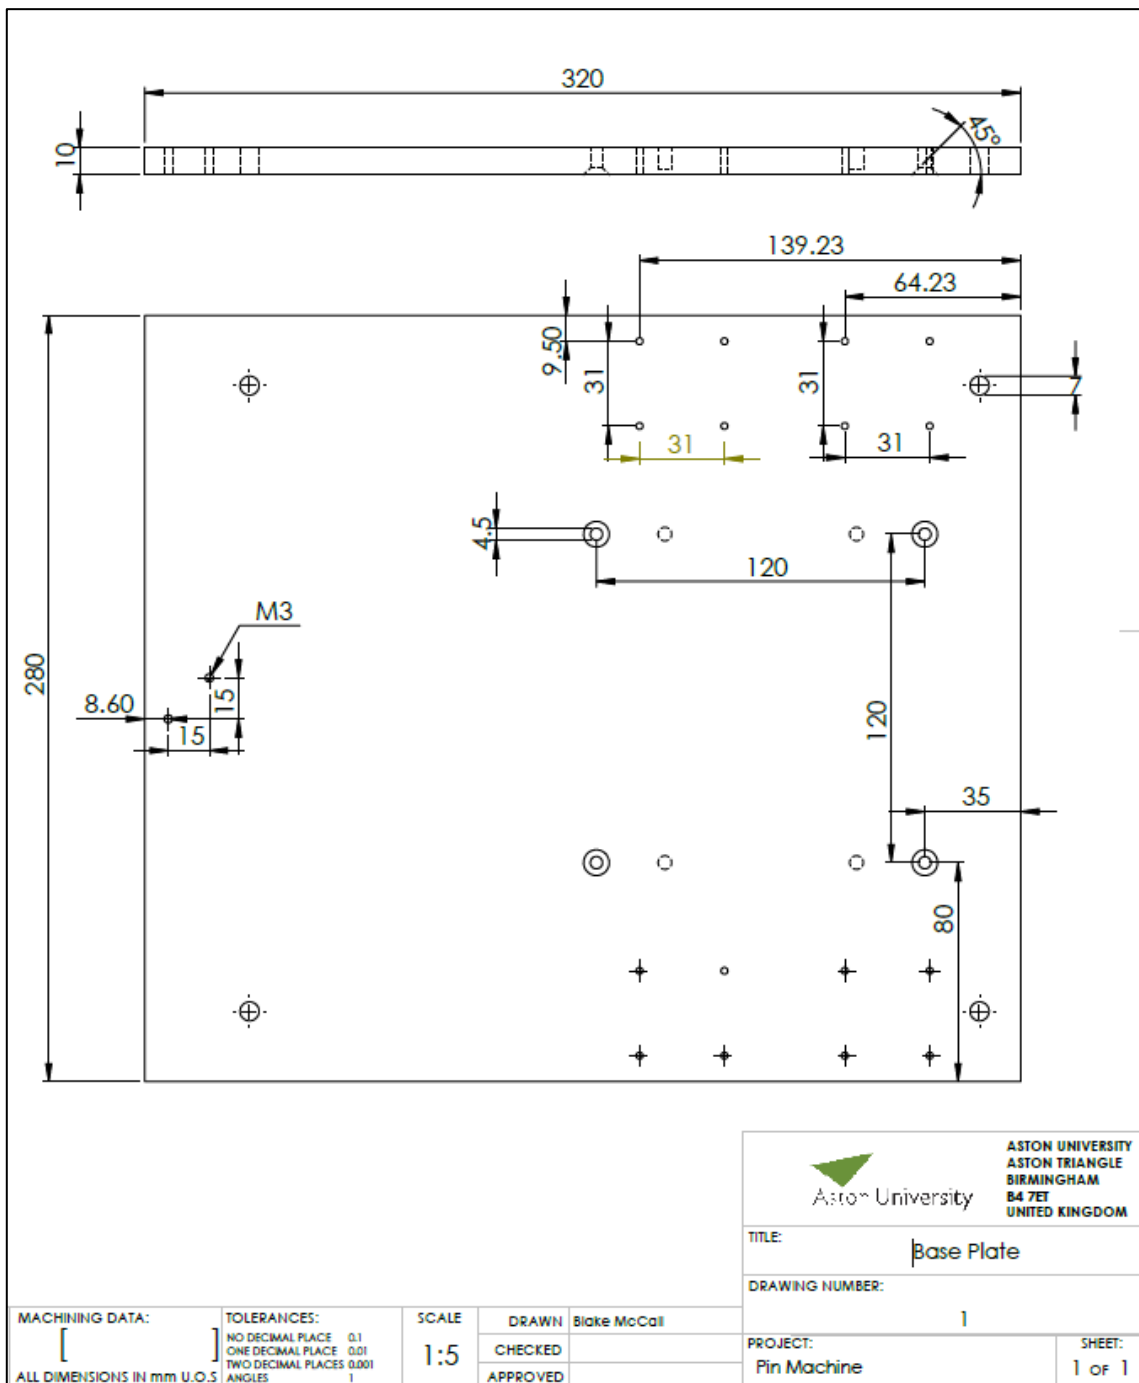 320
10
45°
139.23
64.23
9.50
31
31
7
31
31
4.5
120
M3
280
15
8.60
15
120
35
80
Aston University
ASTON UNIVERSITY
ASTON TRIANGLE
BIRMINGHAM
B4 7ET
UNITED KINGDOM
TITLE:
Base Plate
DRAWING NUMBER:
1
MACHINING DATA:
[ ]
ALL DIMENSIONS IN mm U.O.S
TOLERANCES:
NO DECIMAL PLACE 0.1
ONE DECIMAL PLACE 0.01
TWO DECIMAL PLACES 0.001
ANGLES 1
SCALE
1:5
DRAWN Blake McCall
CHECKED
APPROVED
PROJECT:
Pin Machine
SHEET:
1 OF 1